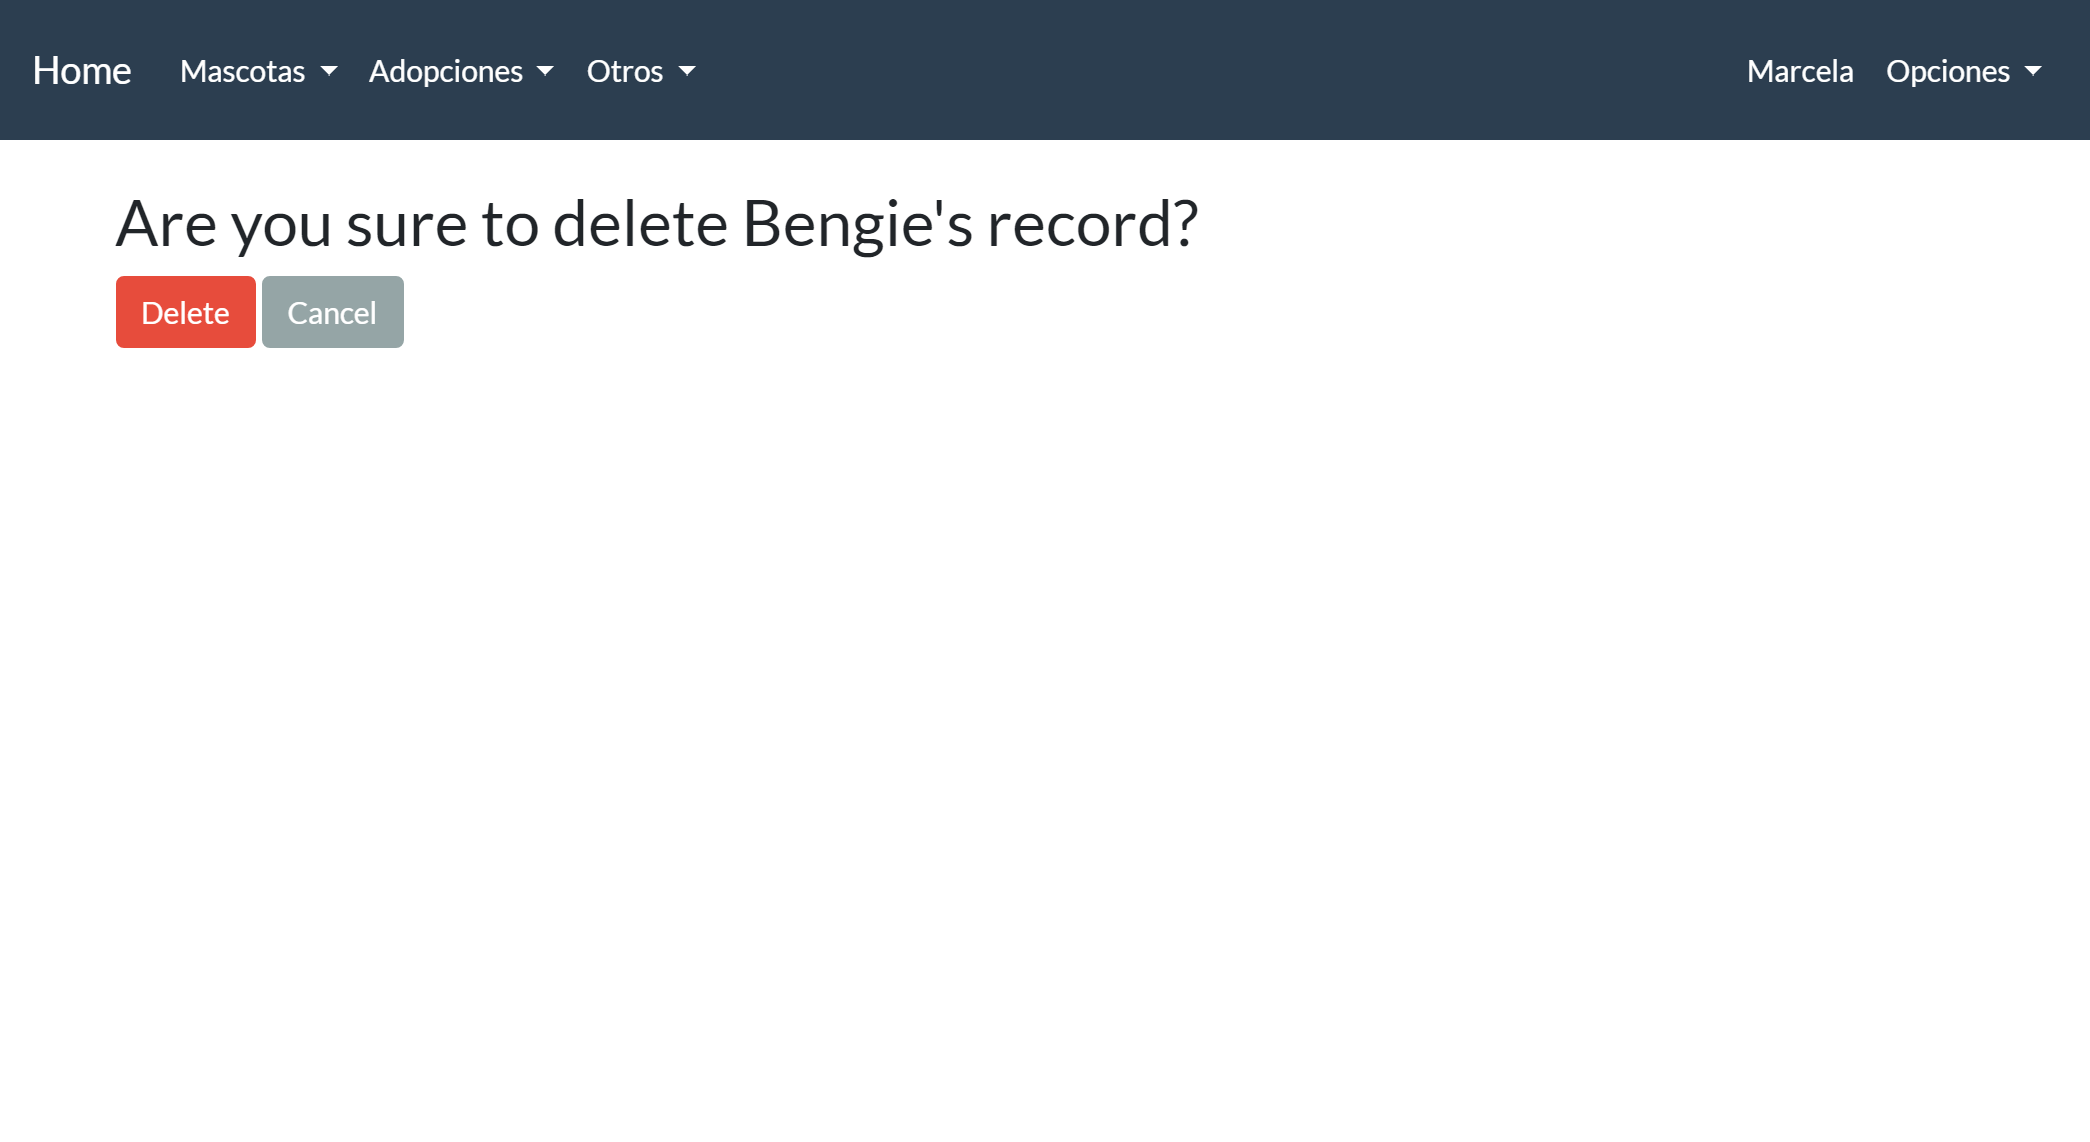 Home Mascotas Adopciones Otros Marcela Opciones
Are you sure to delete Bengie's record?
Delete Cancel